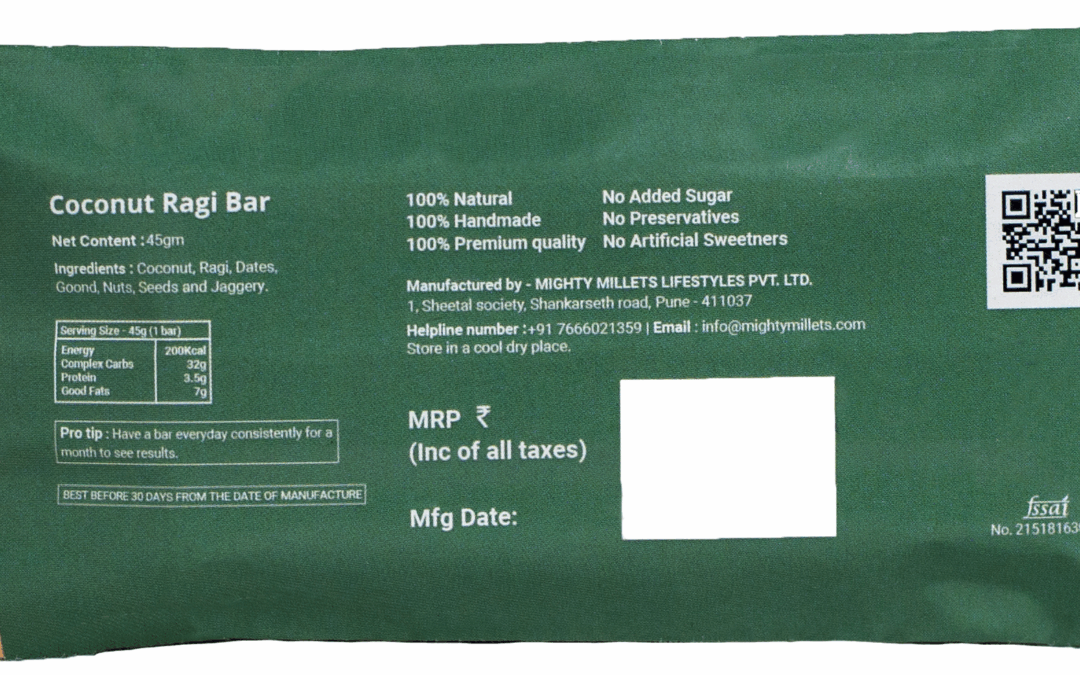 Coconut Ragi Bar
Net Content : 45gm
Ingredients : Coconut, Ragi, Dates,
Goond, Nuts, Seeds and Jaggery.
Serving Size - 45g (1 bar)
Energy 200Kcal
Complex Carbs 32g
Protein 3.5g
Good Fats 7g
Pro tip : Have a bar everyday consistently for a
month to see results.
BEST BEFORE 30 DAYS FROM THE DATE OF MANUFACTURE
100% Natural No Added Sugar
100% Handmade No Preservatives
100% Premium quality No Artificial Sweetners
Manufactured by - MIGHTY MILLETS LIFESTYLES PVT. LTD.
1, Sheetal society, Shankarseth road, Pune - 411037
Helpline number :+91 7666021359 | Email : info@mightymillets.com
Store in a cool dry place.
MRP ₹
(Inc of all taxes)
Mfg Date:
fssai
No.